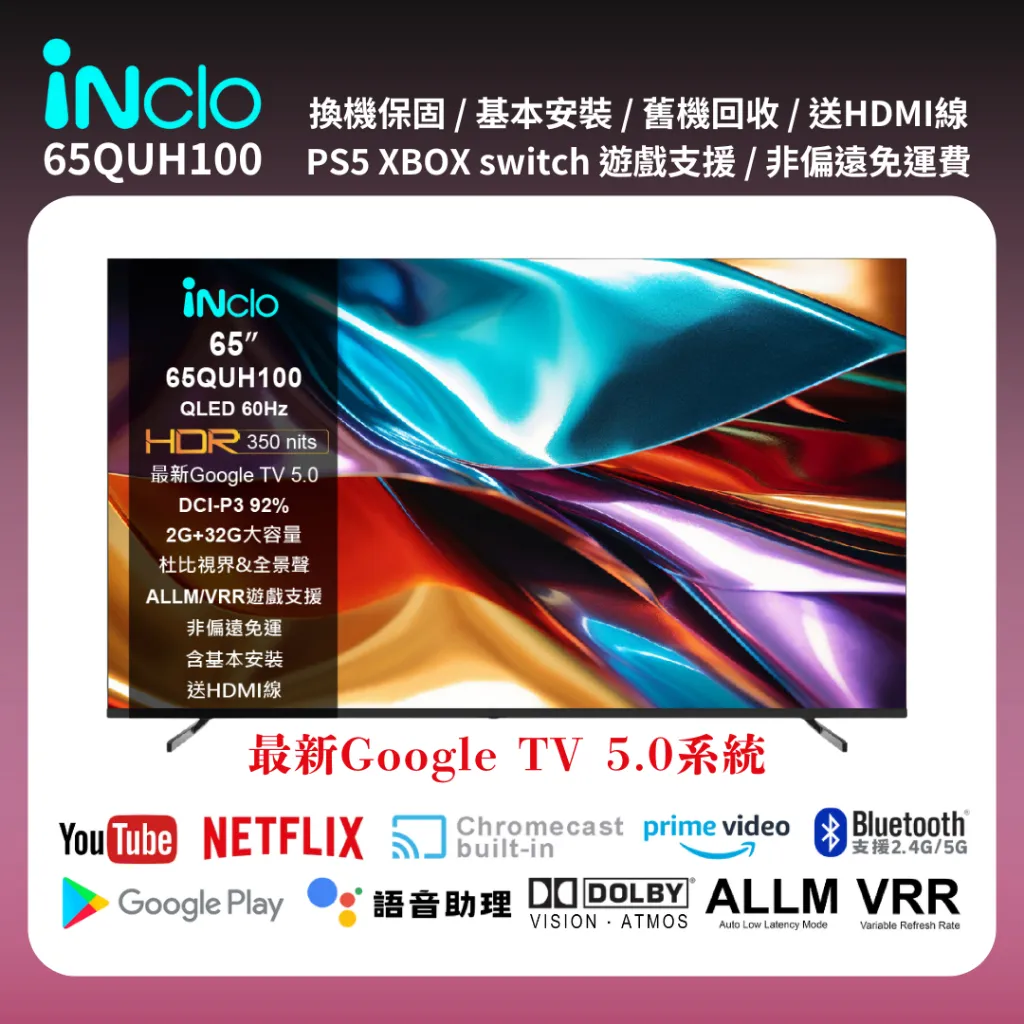 iNclo
65QUH100
換機保固 / 基本安裝 / 舊機回收 / 送HDMI線
PS5 XBOX switch 遊戲支援 / 非偏遠免運費
iNclo
65″
65QUH100
QLED 60Hz
HDR 350 nits
最新Google TV 5.0
DCI-P3 92%
2G+32G大容量
杜比視界&全景聲
ALLM/VRR遊戲支援
非偏遠免運
含基本安裝
送HDMI線
最新Google TV 5.0系統
YouTube
NETFLIX
Chromecast
built-in
prime video
Bluetooth®
支援2.4G/5G
Google Play
語音助理
DOLBY®
VISION · ATMOS
ALLM
Auto Low Latency Mode
VRR
Variable Refresh Rate